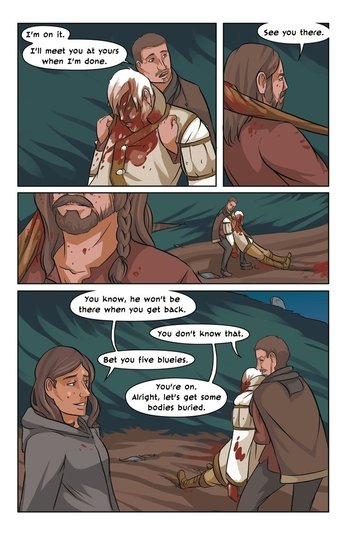 I'm on it.
I'll meet you at yours
when I'm done.
See you there.
You know, he won't be
there when you get back.
You don't know that.
Bet you five blueies.
You're on.
Alright, let's get some
bodies buried.